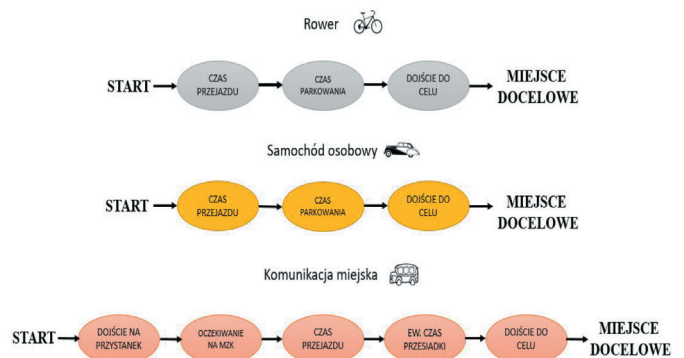 Rower
START
CZAS
PRZEJAZDU
CZAS
PARKOWANIA
DOJŚCIE DO
CELU
MIEJSCE
DOCELOWE
Samochód osobowy
START
CZAS
PRZEJAZDU
CZAS
PARKOWANIA
DOJŚCIE DO
CELU
MIEJSCE
DOCELOWE
Komunikacja miejska
START
DOJŚCIE NA
PRZYSTANEK
OCZEKIWANIE
NA MZK
CZAS
PRZEJAZDU
EW. CZAS
PRZESIADKI
DOJŚCIE DO
CELU
MIEJSCE
DOCELOWE